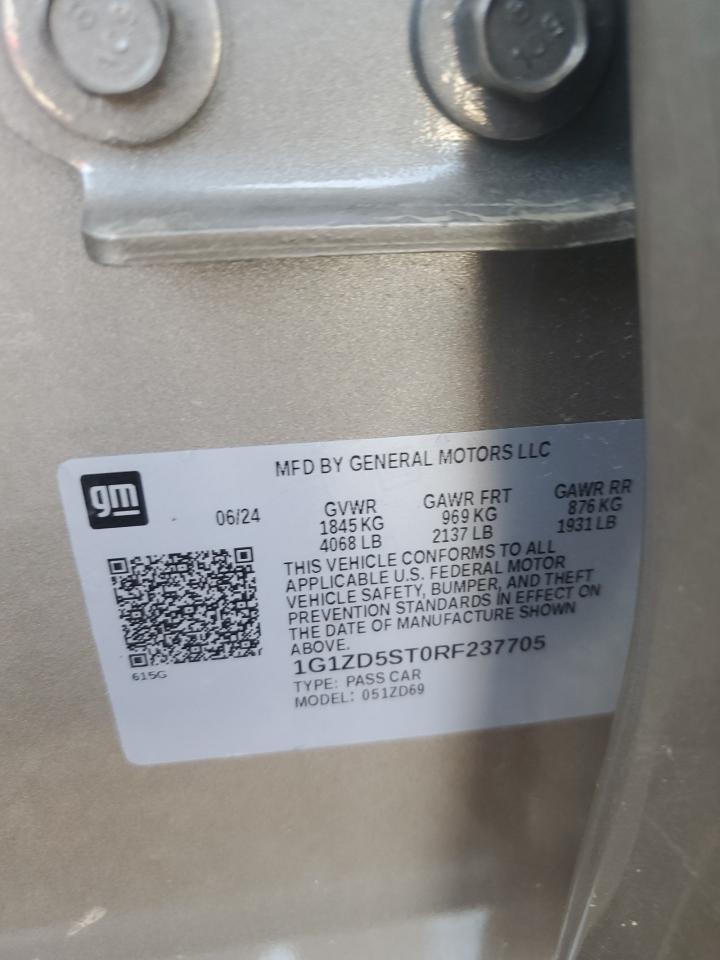 MFD BY GENERAL MOTORS LLC
gm
06/24
GVWR GAWR FRT GAWR RR
1845 KG 969 KG 876 KG
4068 LB 2137 LB 1931 LB
THIS VEHICLE CONFORMS TO ALL
APPLICABLE U.S. FEDERAL MOTOR
VEHICLE SAFETY, BUMPER, AND THEFT
PREVENTION STANDARDS IN EFFECT ON
THE DATE OF MANUFACTURE SHOWN
ABOVE.
1G1ZD5ST0RF237705
TYPE: PASS CAR
MODEL: 051ZD69
615G